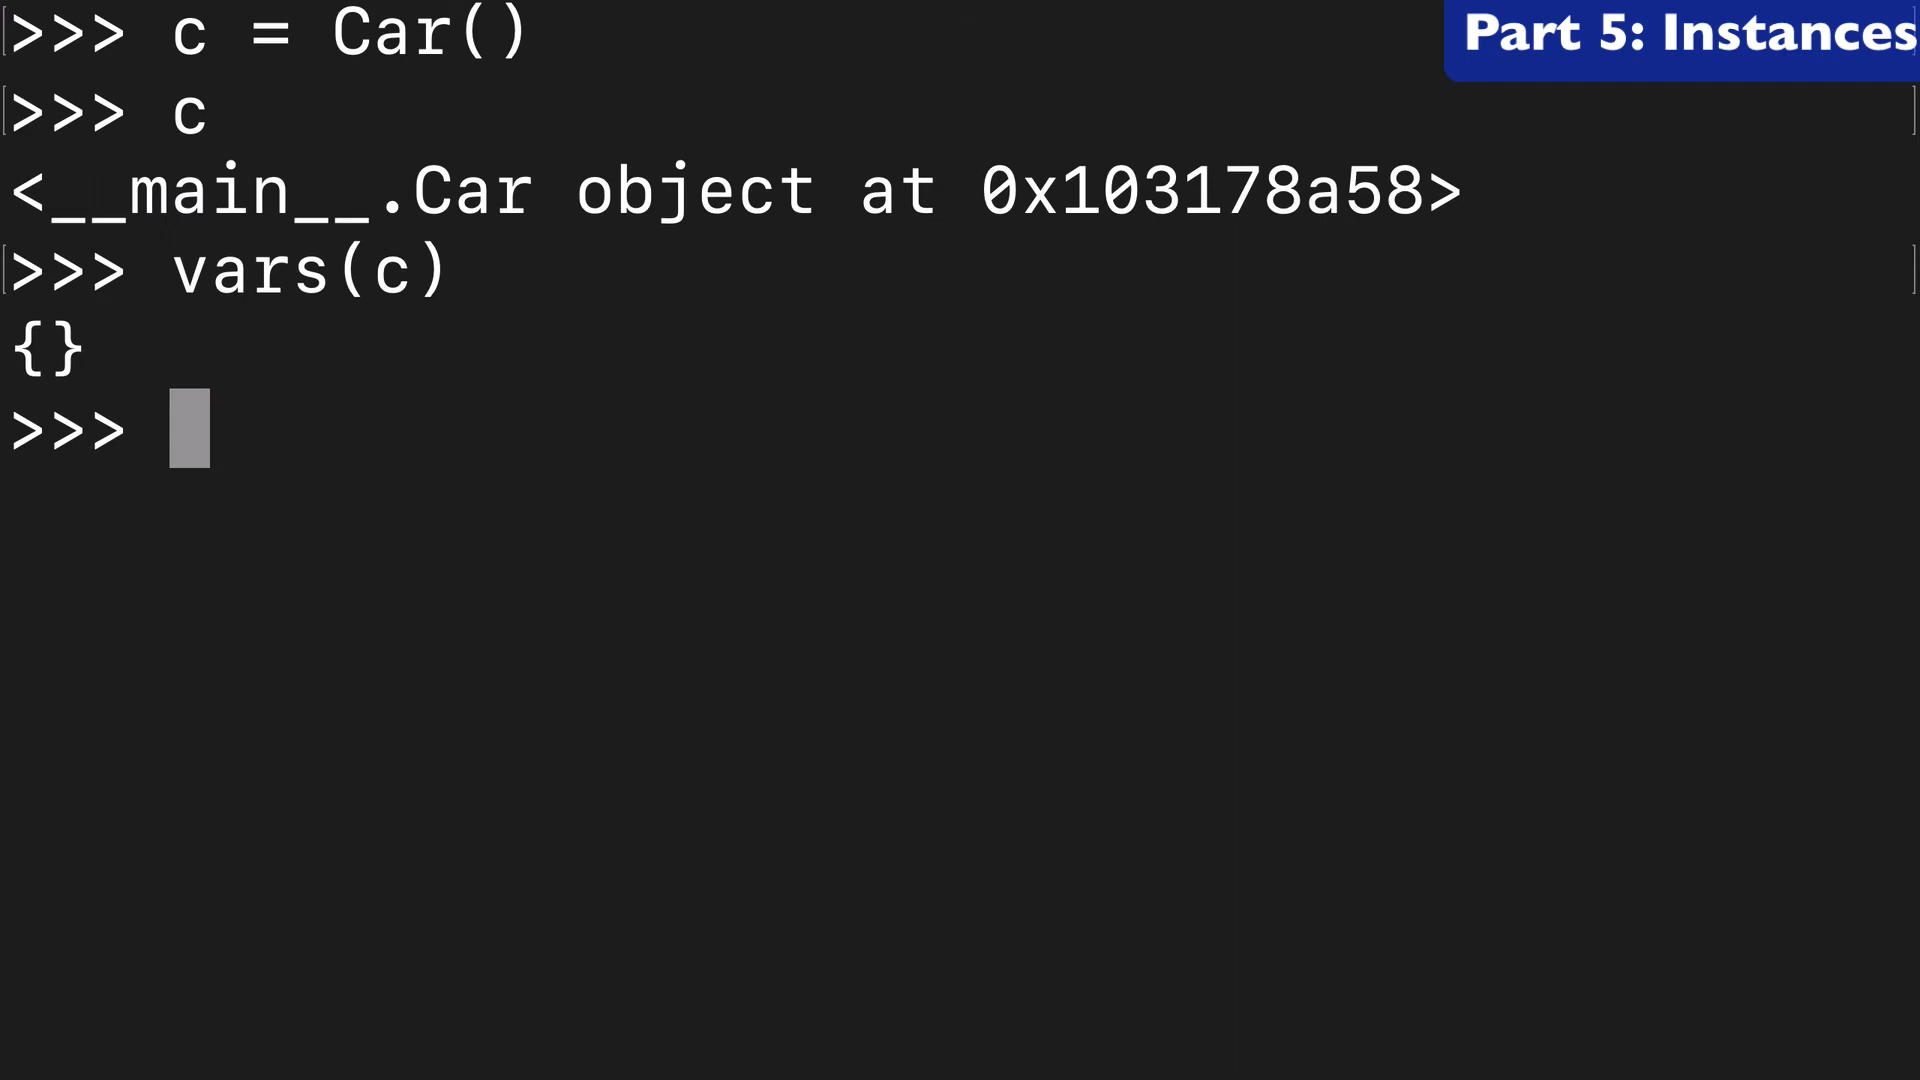 >>> c = Car()
Part 5: Instances
>>> c
<__main__.Car object at 0x103178a58>
>>> vars(c)
{}
>>>